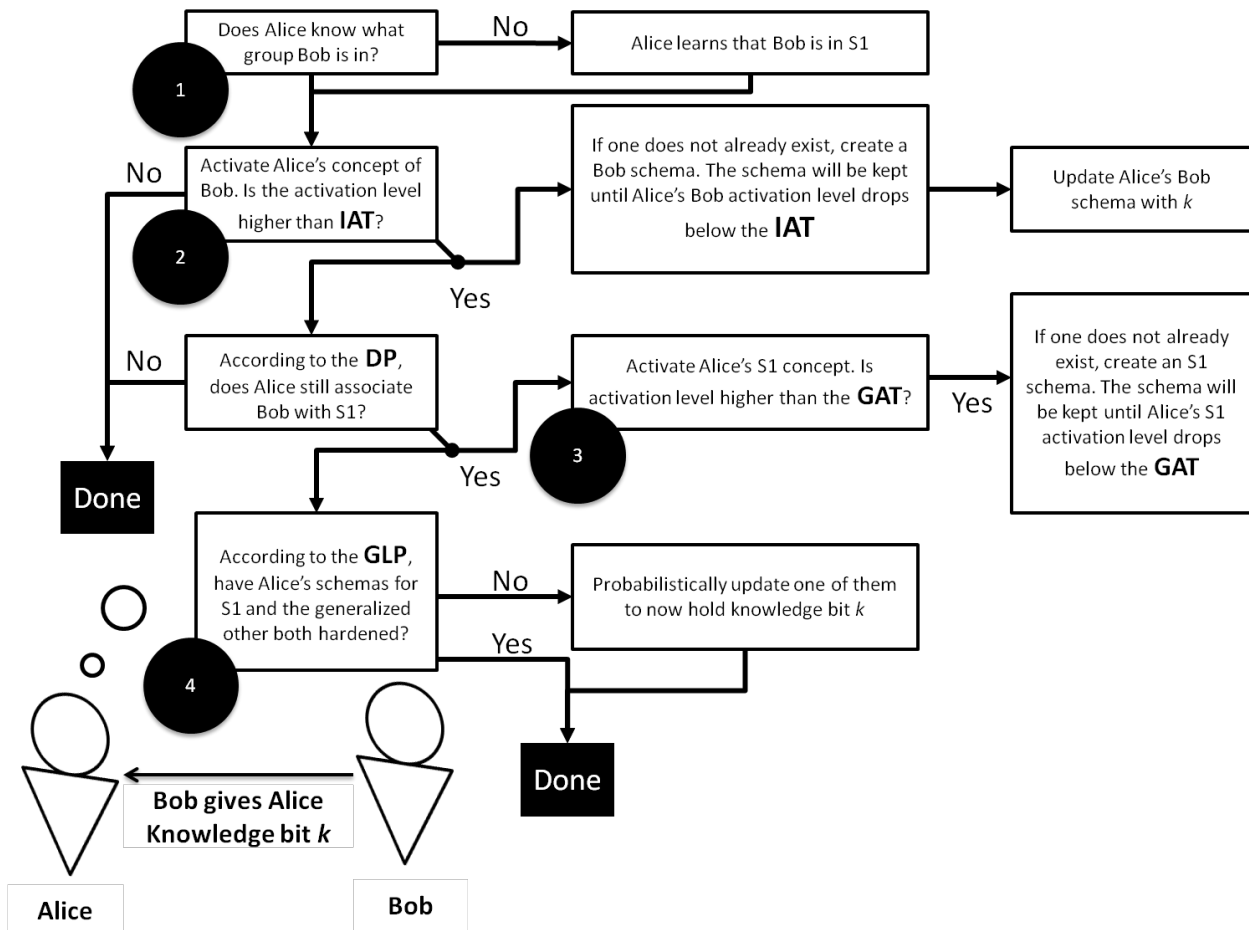 Does Alice know what
group Bob is in?
No
Alice learns that Bob is in S1
1
No
Activate Alice's concept of
Bob. Is the activation level
higher than IAT?
2
Yes
If one does not already exist, create a
Bob schema. The schema will be kept
until Alice's Bob activation level drops
below the IAT
Update Alice's Bob
schema with k
No
According to the DP,
does Alice still associate
Bob with S1?
Yes
Activate Alice's S1 concept. Is
activation level higher than the GAT?
3
Yes
If one does not already
exist, create an S1
schema. The schema will
be kept until Alice's S1
activation level drops
below the GAT
Done
According to the GLP,
have Alice's schemas for
S1 and the generalized
other both hardened?
4
No
Yes
Probabilistically update one of them
to now hold knowledge bit k
Done
Bob gives Alice
Knowledge bit k
Alice
Bob